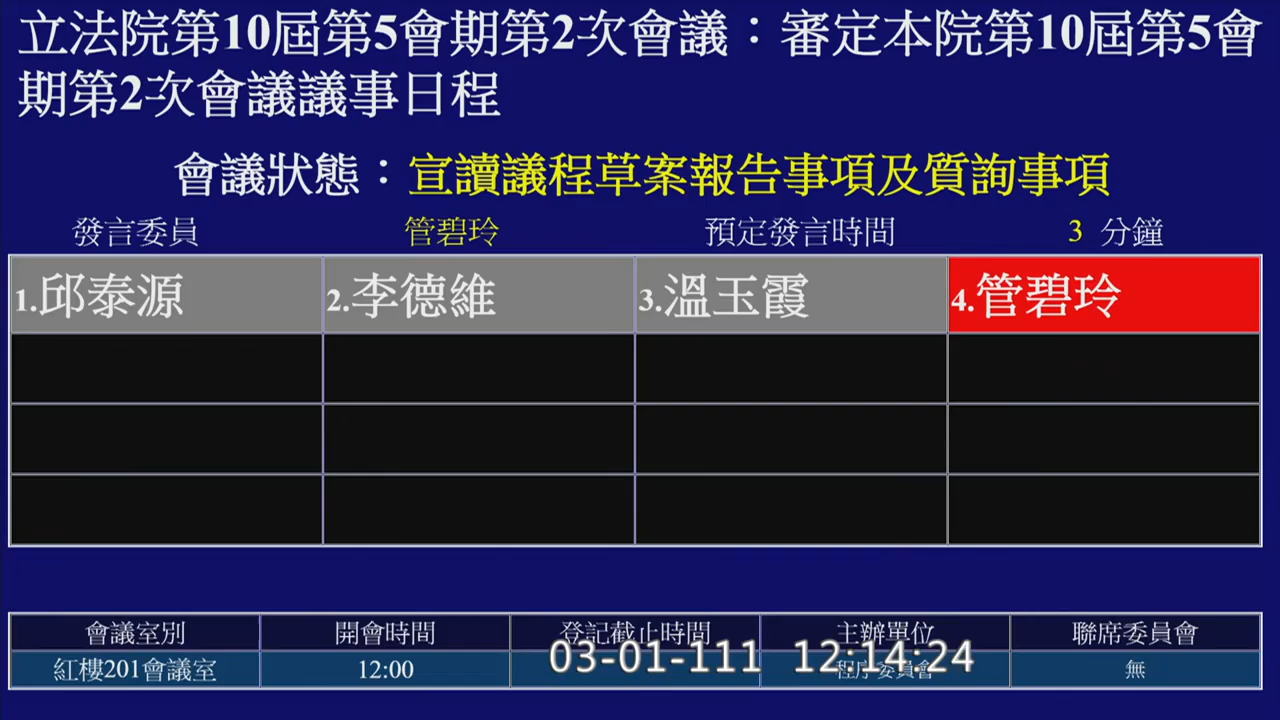 立法院第10屆第5會期第2次會議：審定本院第10屆第5會
期第2次會議議事日程
會議狀態：宣讀議程草案報告事項及質詢事項
發言委員 管碧玲 預定發言時間 3 分鐘
1.邱泰源 2.李德維 3.溫玉霞 4.管碧玲
會議室別 開會時間 登記截止時間 主辦單位 聯席委員會
03-01-111 12:14:24
紅樓201會議室 12:00 程序委員會 無